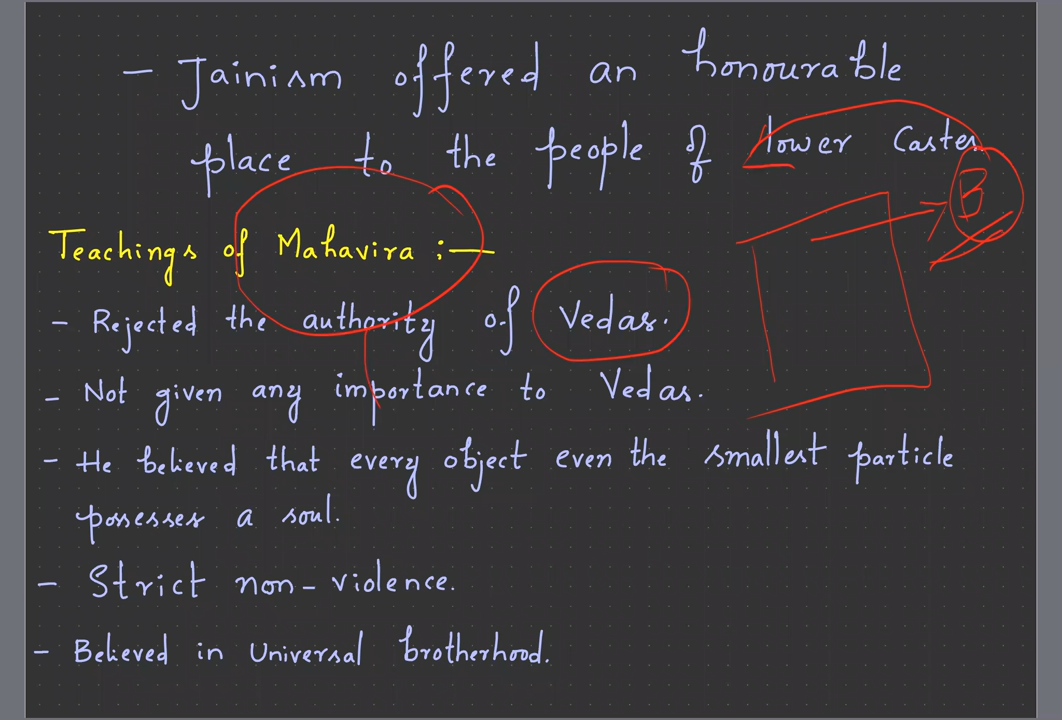 - Jainism offered an honourable
place to the people of lower Castes
B
Teachings of Mahavira :-
- Rejected the authority of Vedas.
- Not given any importance to Vedas.
- He believed that every object even the smallest particle
possesses a soul.
- Strict non-violence.
- Believed in Universal brotherhood.